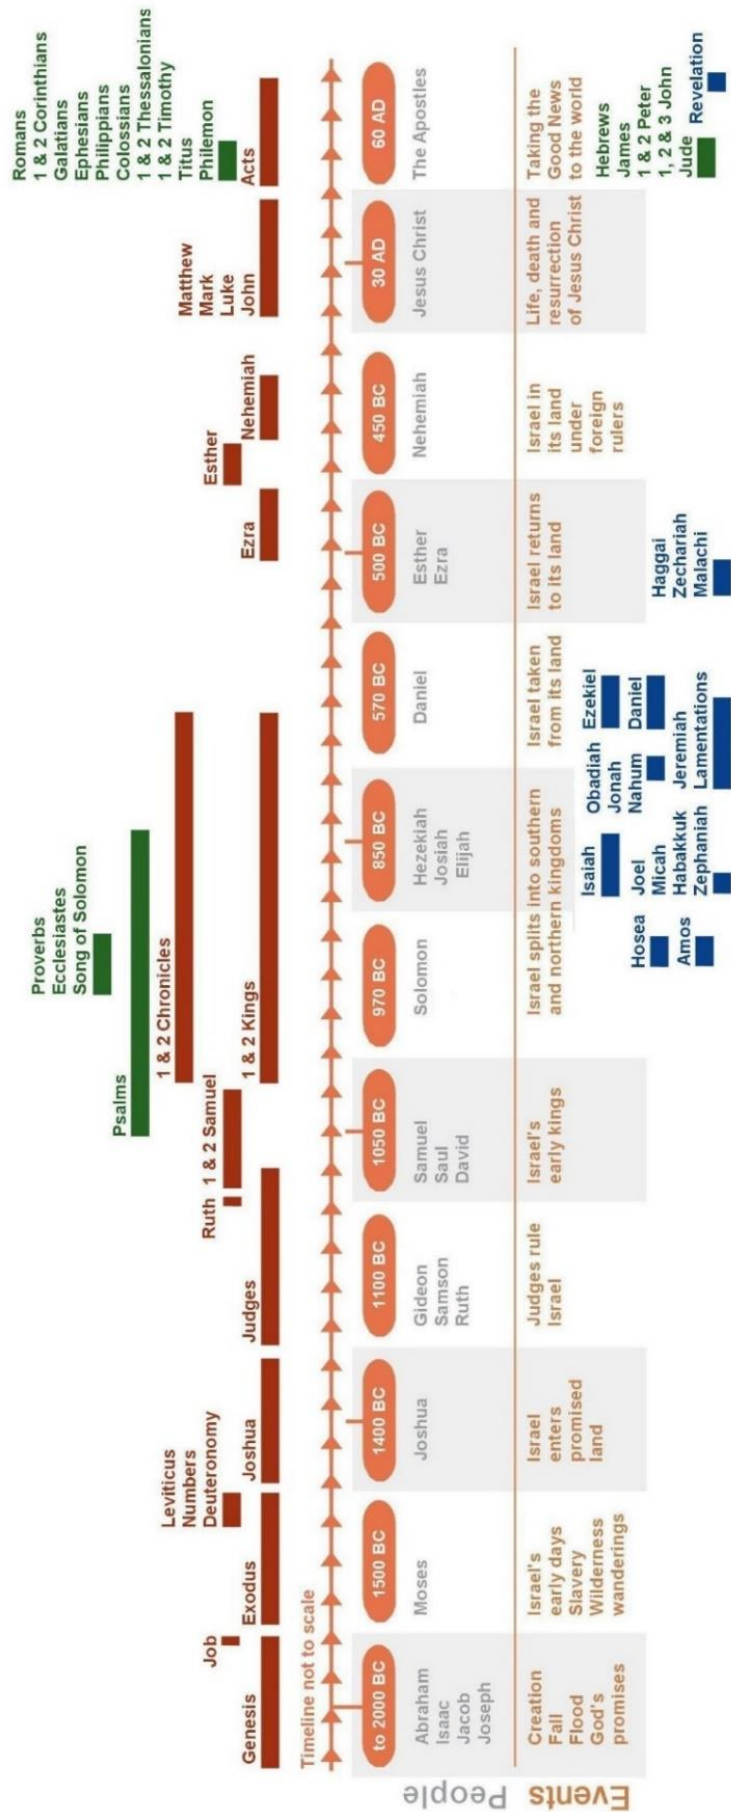 Proverbs
Ecclesiastes
Song of Solomon
Psalms
1 & 2 Chronicles
Romans
1 & 2 Corinthians
Galatians
Ephesians
Philippians
Colossians
1 & 2 Thessalonians
1 & 2 Timothy
Titus
Philemon
Leviticus
Numbers
Deuteronomy
Matthew
Mark
Luke
John
Job
Ruth
1 & 2 Samuel
Esther
Genesis
Exodus
Joshua
Judges
1 & 2 Kings
Ezra
Nehemiah
Acts
Timeline not to scale
to 2000 BC
1500 BC
1400 BC
1100 BC
1050 BC
970 BC
850 BC
570 BC
500 BC
450 BC
30 AD
60 AD
People
Abraham
Isaac
Jacob
Joseph
Moses
Joshua
Gideon
Samson
Ruth
Samuel
Saul
David
Solomon
Hezekiah
Josiah
Elijah
Daniel
Esther
Ezra
Nehemiah
Jesus Christ
The Apostles
Events
Creation
Fall
Flood
God's
promises
Israel's
early days
Slavery
Wilderness
wanderings
Israel
enters
promised
land
Judges rule
Israel
Israel's
early kings
Israel splits into southern
and northern kingdoms
Israel taken
from its land
Israel returns
to its land
Israel in
its land
under
foreign
rulers
Life, death and
resurrection
of Jesus Christ
Taking the
Good News
to the world
Hosea
Amos
Isaiah
Joel
Micah
Habakkuk
Zephaniah
Obadiah
Jonah
Nahum
Jeremiah
Lamentations
Ezekiel
Daniel
Haggai
Zechariah
Malachi
Hebrews
James
1 & 2 Peter
1, 2 & 3 John
Jude
Revelation